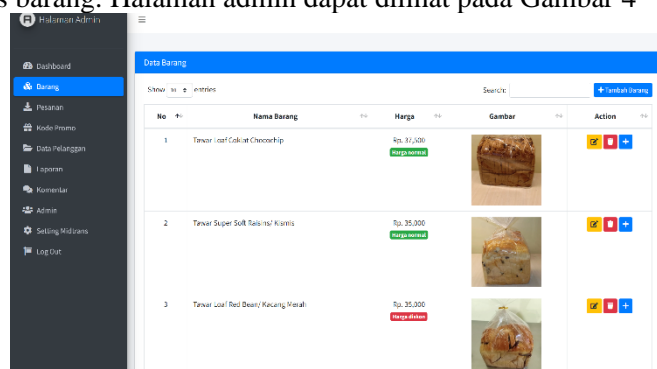 s barang. Halaman admin dapat dilihat pada Gambar 4
R Halaman Admin
Dashboard
Barang
Pesanan
Kode Promo
Data Pelanggan
Laporan
Komentar
Admin
Setting Midtrans
Log Out
Data Barang
Show 10 entries
Search:
+ Tambah Barang
No Nama Barang Harga Gambar Action
1 Tawar Loaf Coklat Chocochip Rp. 37,500
Harga normal
2 Tawar Super Soft Raisins/ Kismis Rp. 35,000
Harga normal
3 Tawar Loaf Red Bean/ Kacang Merah Rp. 35,000
Harga diskon